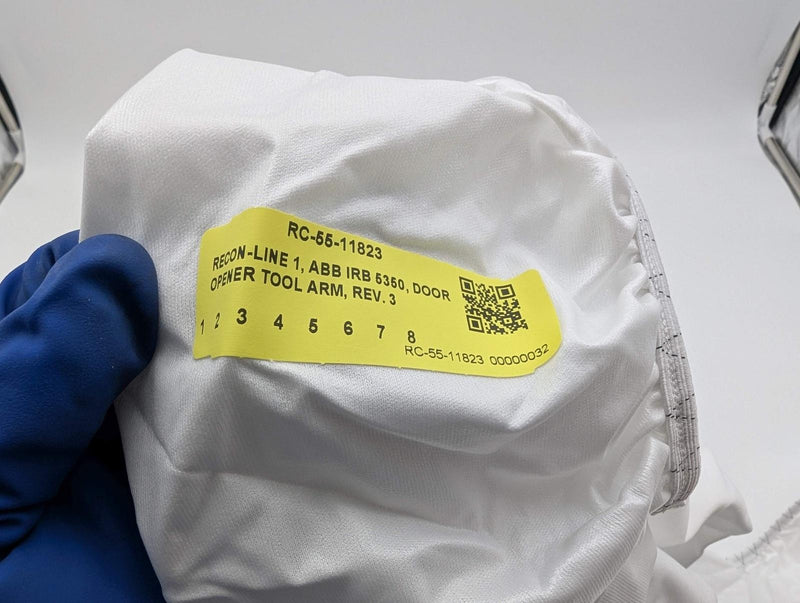 RC-55-11823
RECON-LINE 1, ABB IRB 5350, DOOR
OPENER TOOL ARM, REV. 3
1 2 3 4 5 6 7 8
RC-55-11823 00000032